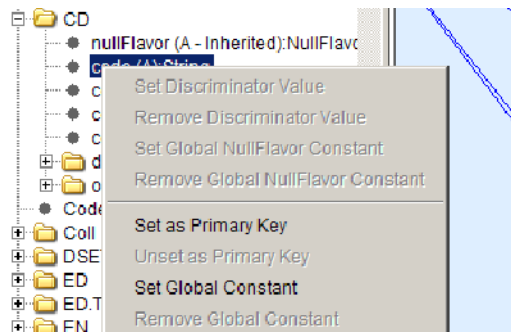 CD
nullFlavor (A - Inherited):NullFlavo
code (A):String
c
Set Discriminator Value
c
Remove Discriminator Value
c
Set Global NullFlavor Constant
d
Remove Global NullFlavor Constant
o
Code
Set as Primary Key
Coll
Unset as Primary Key
DSE
ED
Set Global Constant
ED.T
Remove Global Constant
EN